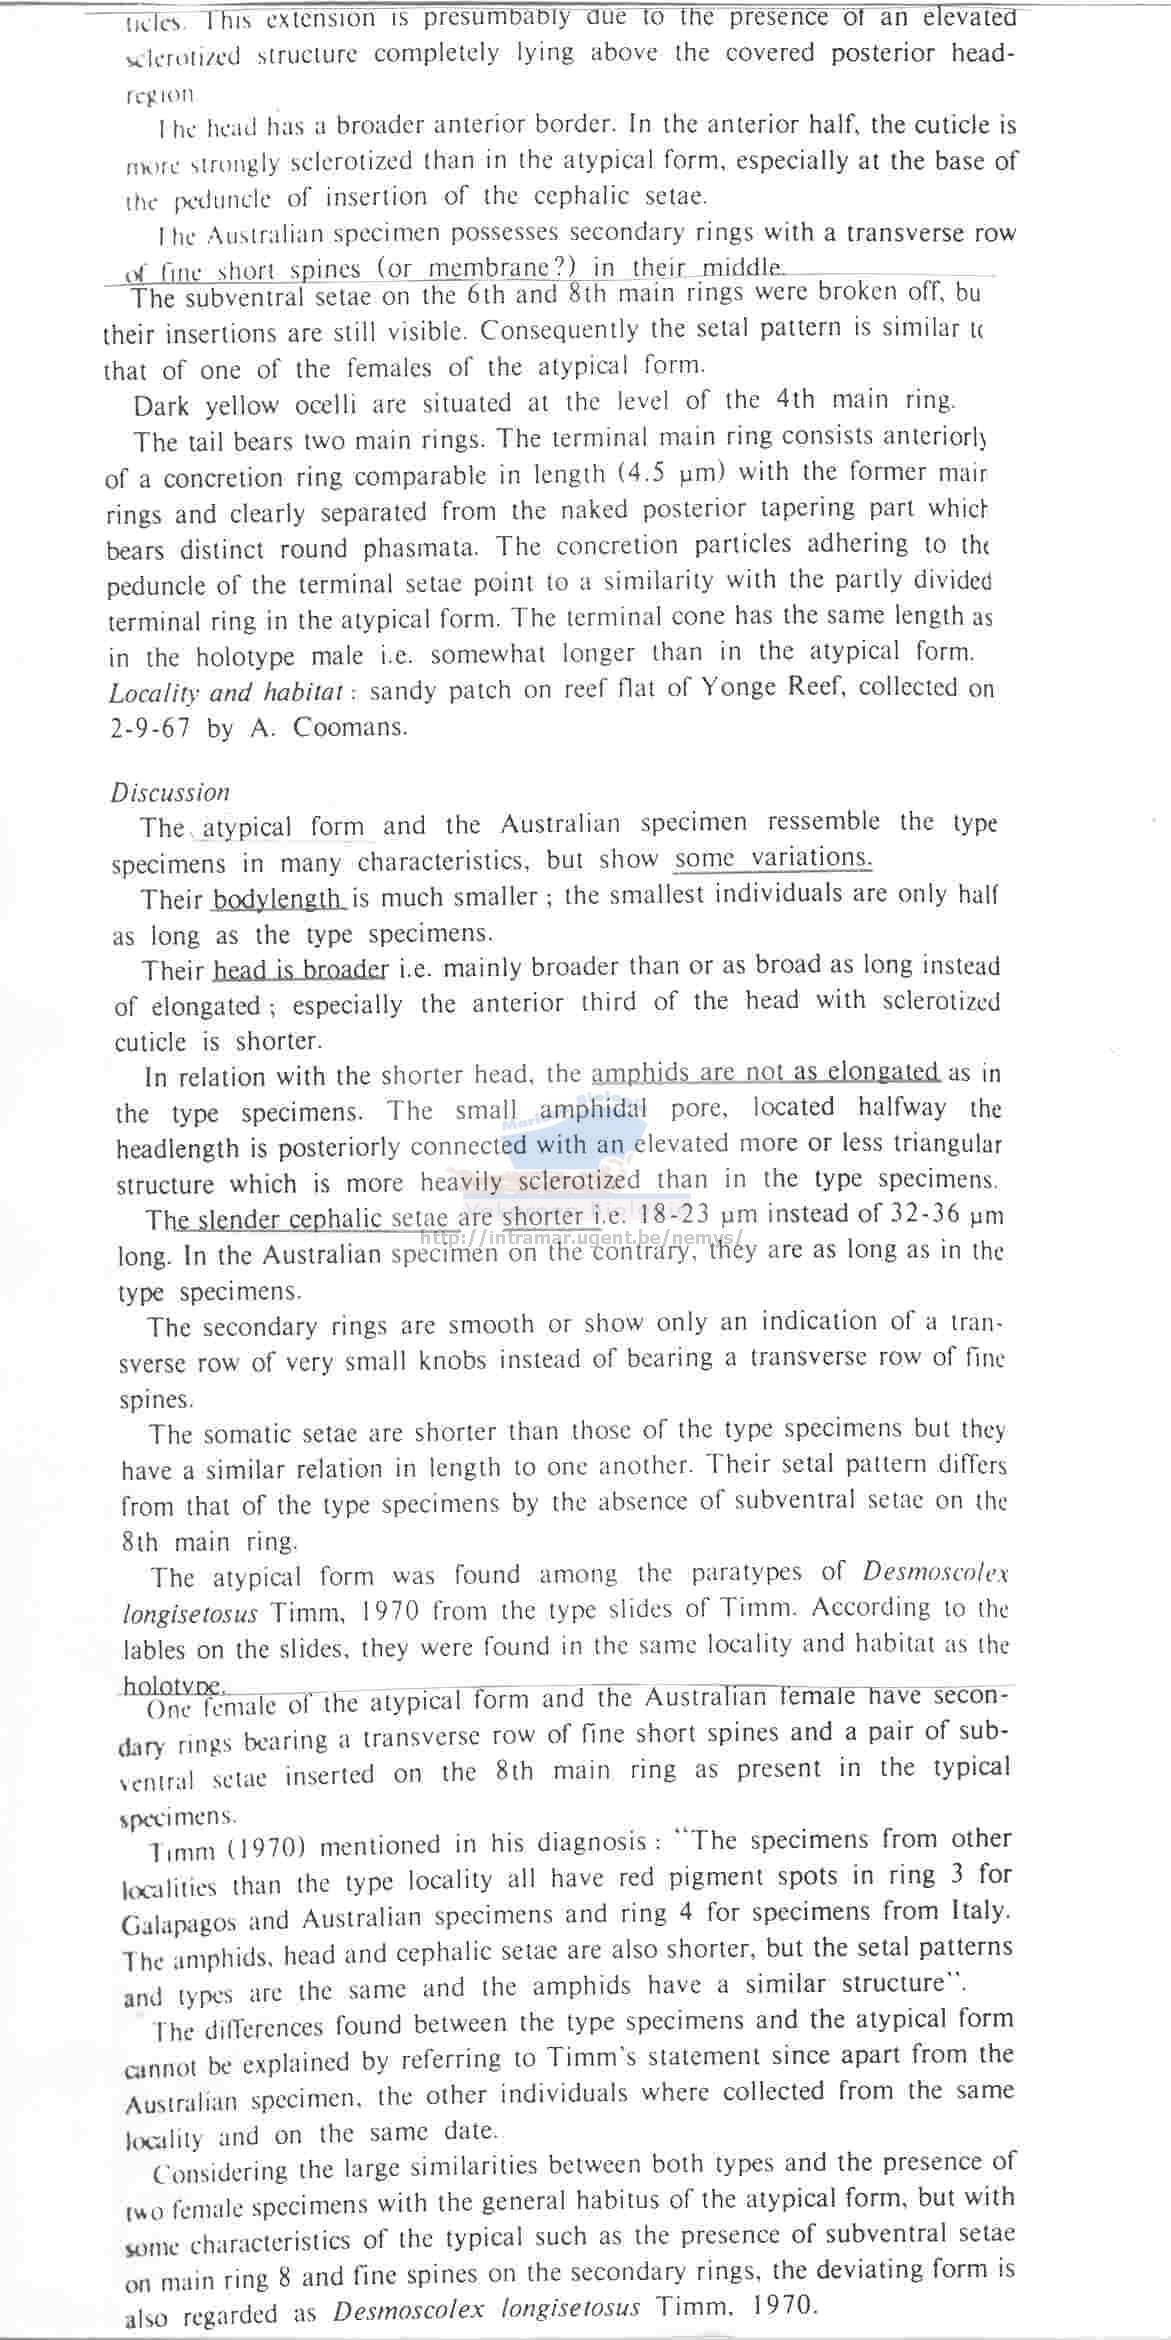 ticles. This extension is presumbably due to the presence of an elevated
sclerotized structure completely lying above the covered posterior head-
region.
The head has a broader anterior border. In the anterior half, the cuticle is
more strongly sclerotized than in the atypical form, especially at the base of
the peduncle of insertion of the cephalic setae.
The Australian specimen possesses secondary rings with a transverse row
of fine short spines (or membrane?) in their middle.
The subventral setae on the 6th and 8th main rings were broken off, bu
their insertions are still visible. Consequently the setal pattern is similar to
that of one of the females of the atypical form.
Dark yellow ocelli are situated at the level of the 4th main ring.
The tail bears two main rings. The terminal main ring consists anteriorly
of a concretion ring comparable in length (4.5 µm) with the former main
rings and clearly separated from the naked posterior tapering part which
bears distinct round phasmata. The concretion particles adhering to the
peduncle of the terminal setae point to a similarity with the partly divided
terminal ring in the atypical form. The terminal cone has the same length as
in the holotype male i.e. somewhat longer than in the atypical form.
Locality and habitat : sandy patch on reef flat of Yonge Reef, collected on
2-9-67 by A. Coomans.
Discussion
The atypical form and the Australian specimen ressemble the type
specimens in many characteristics, but show some variations.
Their bodylength is much smaller ; the smallest individuals are only half
as long as the type specimens.
Their head is broader i.e. mainly broader than or as broad as long instead
of elongated ; especially the anterior third of the head with sclerotized
cuticle is shorter.
In relation with the shorter head, the amphids are not as elongated as in
the type specimens. The small amphidal pore, located halfway the
headlength is posteriorly connected with an elevated more or less triangular
structure which is more heavily sclerotized than in the type specimens.
The slender cephalic setae are shorter i.e. 18-23 µm instead of 32-36 µm
http://intramar.ugent.be/nemys/
long. In the Australian specimen on the contrary, they are as long as in the
type specimens.
The secondary rings are smooth or show only an indication of a tran-
sverse row of very small knobs instead of bearing a transverse row of fine
spines.
The somatic setae are shorter than those of the type specimens but they
have a similar relation in length to one another. Their setal pattern differs
from that of the type specimens by the absence of subventral setae on the
8th main ring.
The atypical form was found among the paratypes of Desmoscolex
longisetosus Timm, 1970 from the type slides of Timm. According to the
lables on the slides, they were found in the same locality and habitat as the
holotype.
One female of the atypical form and the Australian female have secon-
dary rings bearing a transverse row of fine short spines and a pair of sub-
ventral setae inserted on the 8th main ring as present in the typical
specimens.
Timm (1970) mentioned in his diagnosis : "The specimens from other
localities than the type locality all have red pigment spots in ring 3 for
Galapagos and Australian specimens and ring 4 for specimens from Italy.
The amphids, head and cephalic setae are also shorter, but the setal patterns
and types are the same and the amphids have a similar structure".
The differences found between the type specimens and the atypical form
cannot be explained by referring to Timm's statement since apart from the
Australian specimen, the other individuals where collected from the same
locality and on the same date.
Considering the large similarities between both types and the presence of
two female specimens with the general habitus of the atypical form, but with
some characteristics of the typical such as the presence of subventral setae
on main ring 8 and fine spines on the secondary rings, the deviating form is
also regarded as Desmoscolex longisetosus Timm, 1970.